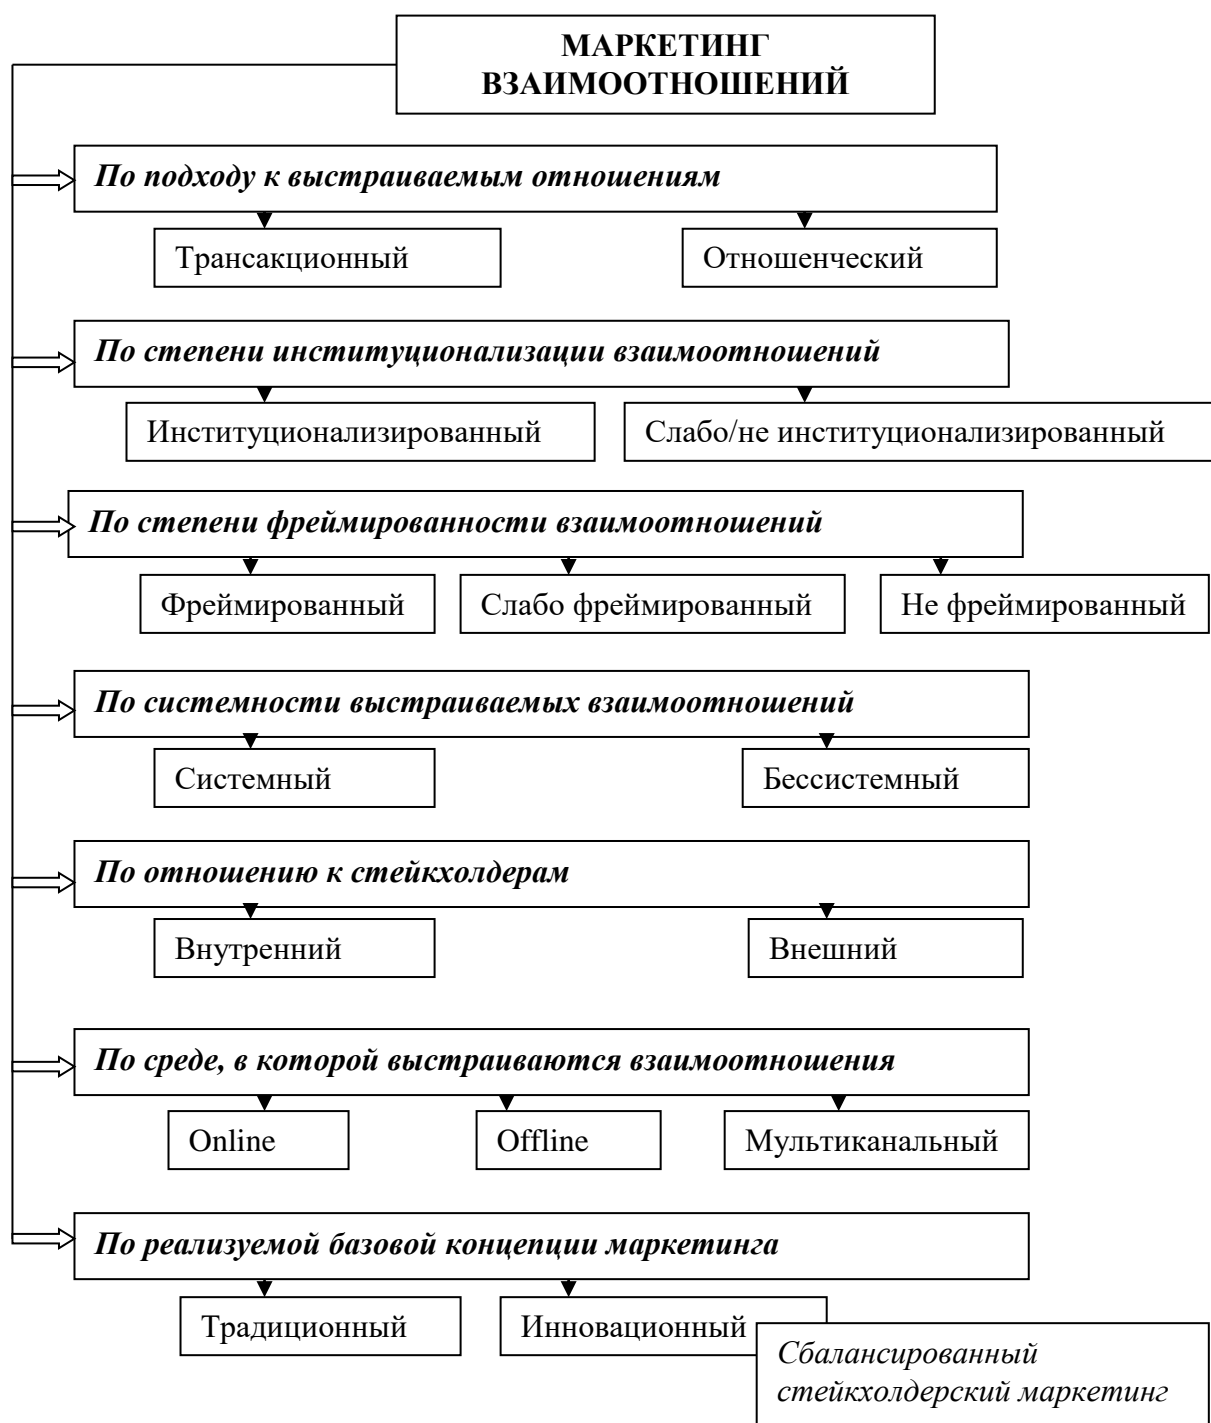 МАРКЕТИНГ
ВЗАИМООТНОШЕНИЙ
По подходу к выстраиваемым отношениям
Трансакционный
Отношенческий
По степени институционализации взаимоотношений
Институционализированный
Слабо/не институционализированный
По степени фреймированности взаимоотношений
Фреймированный
Слабо фреймированный
Не фреймированный
По системности выстраиваемых взаимоотношений
Системный
Бессистемный
По отношению к стейкхолдерам
Внутренний
Внешний
По среде, в которой выстраиваются взаимоотношения
Online
Offline
Мультиканальный
По реализуемой базовой концепции маркетинга
Традиционный
Инновационный
Сбалансированный
стейкхолдерский маркетинг